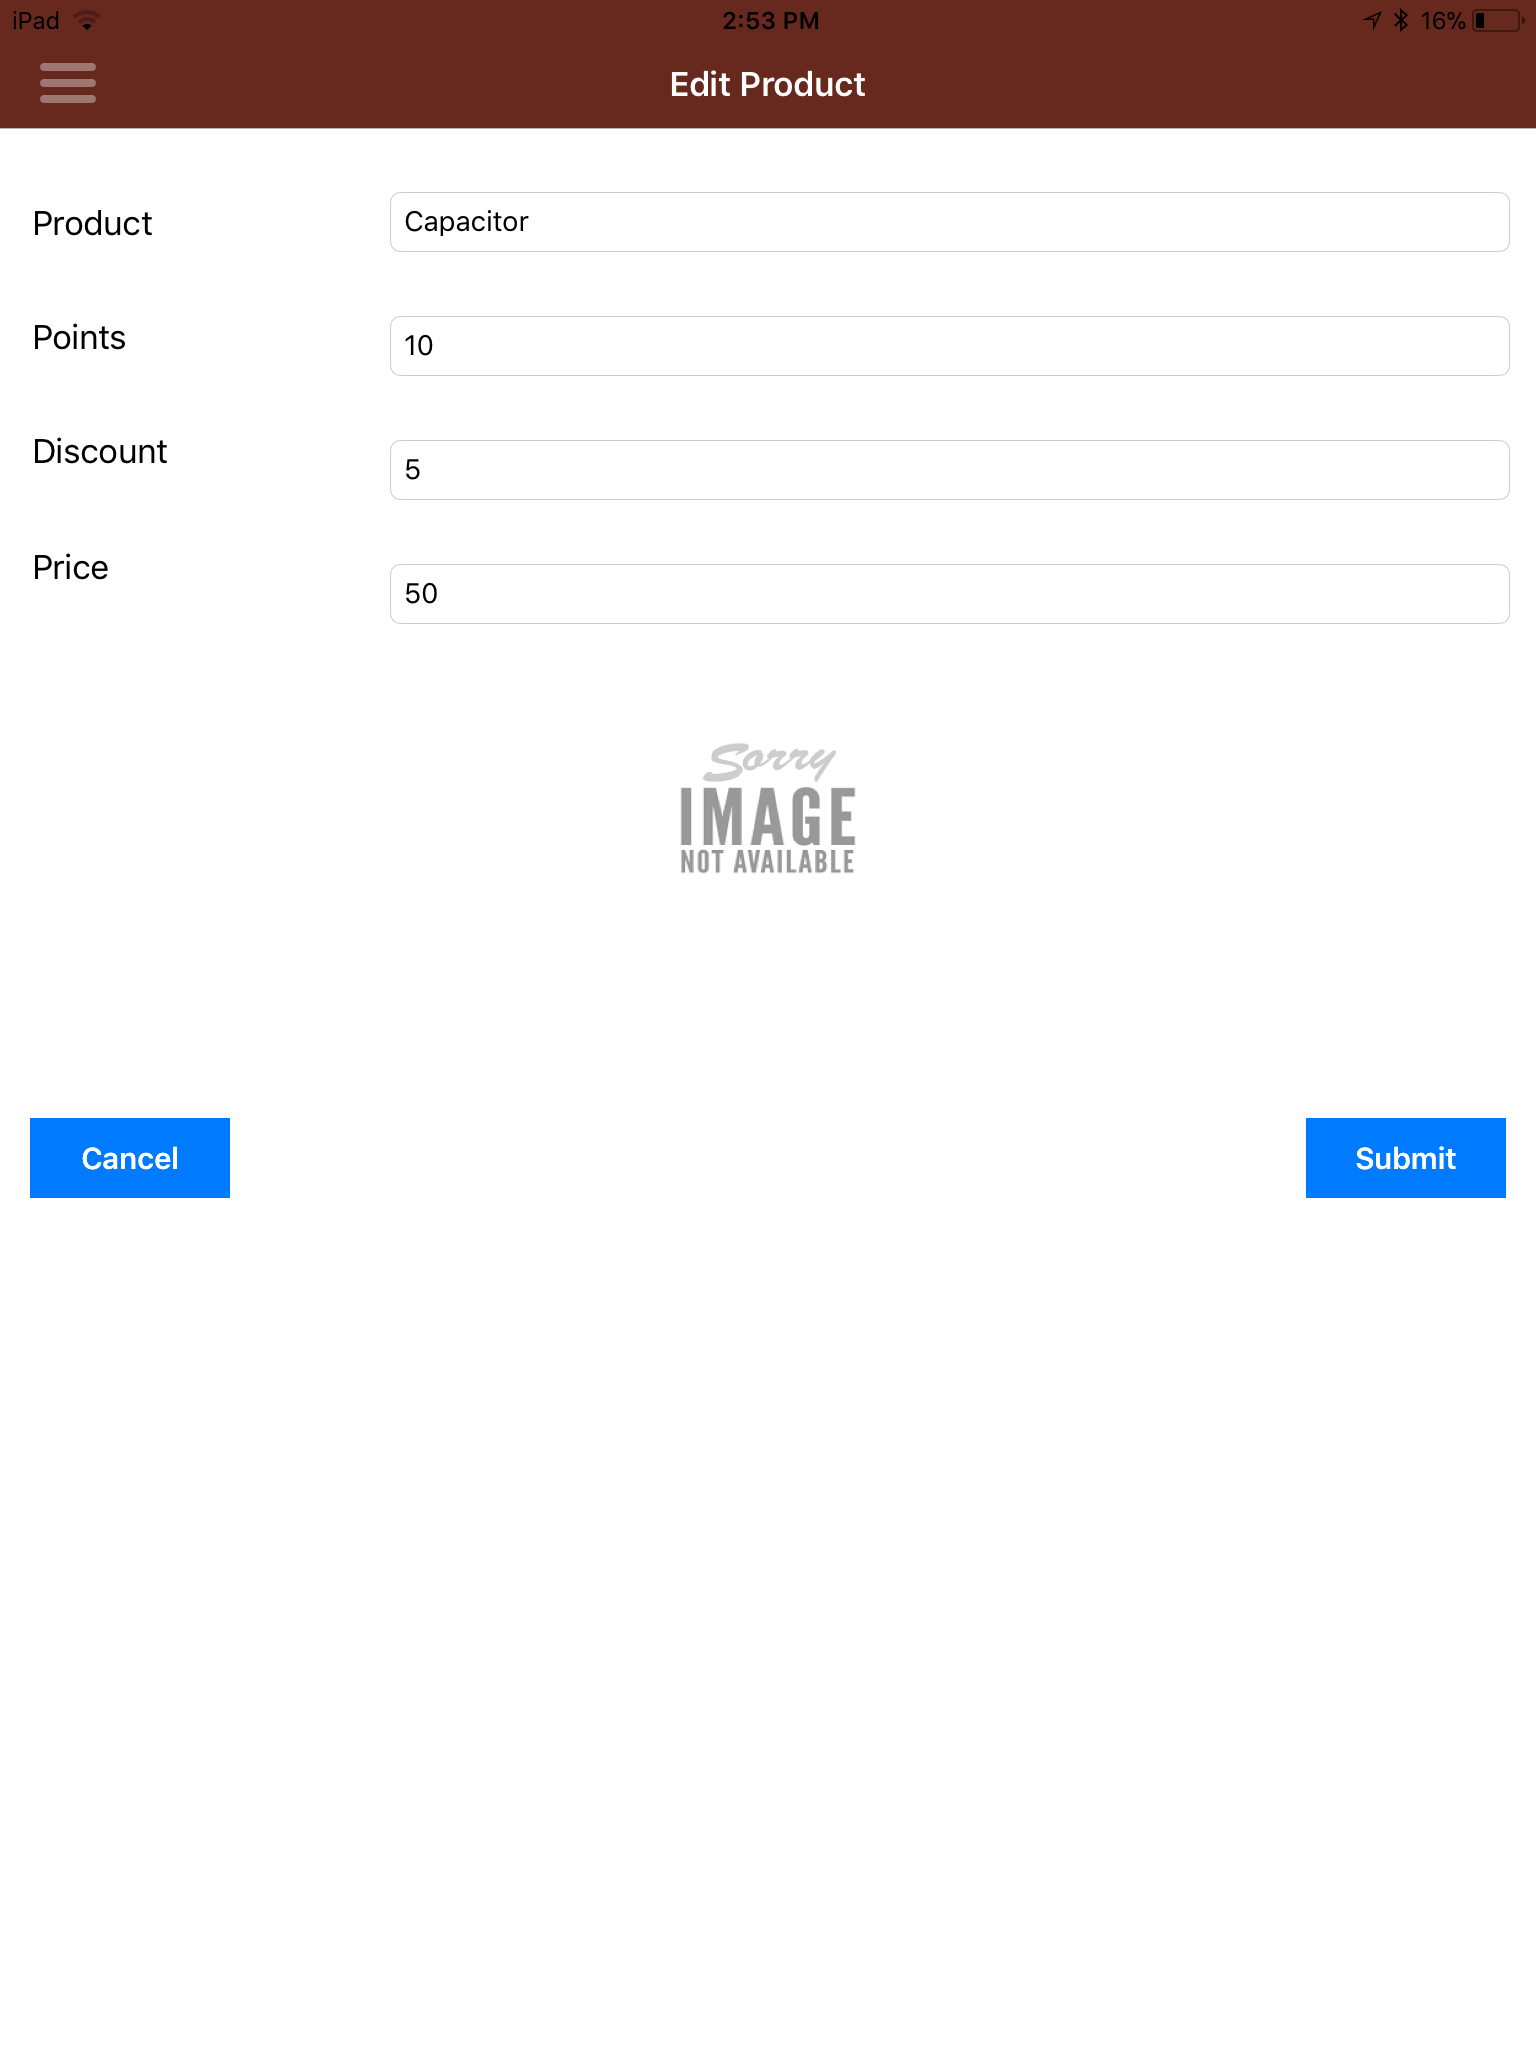 iPad 2:53 PM 16%
Edit Product
Product Capacitor
Points 10
Discount 5
Price 50
Sorry
IMAGE
NOT AVAILABLE
Cancel Submit